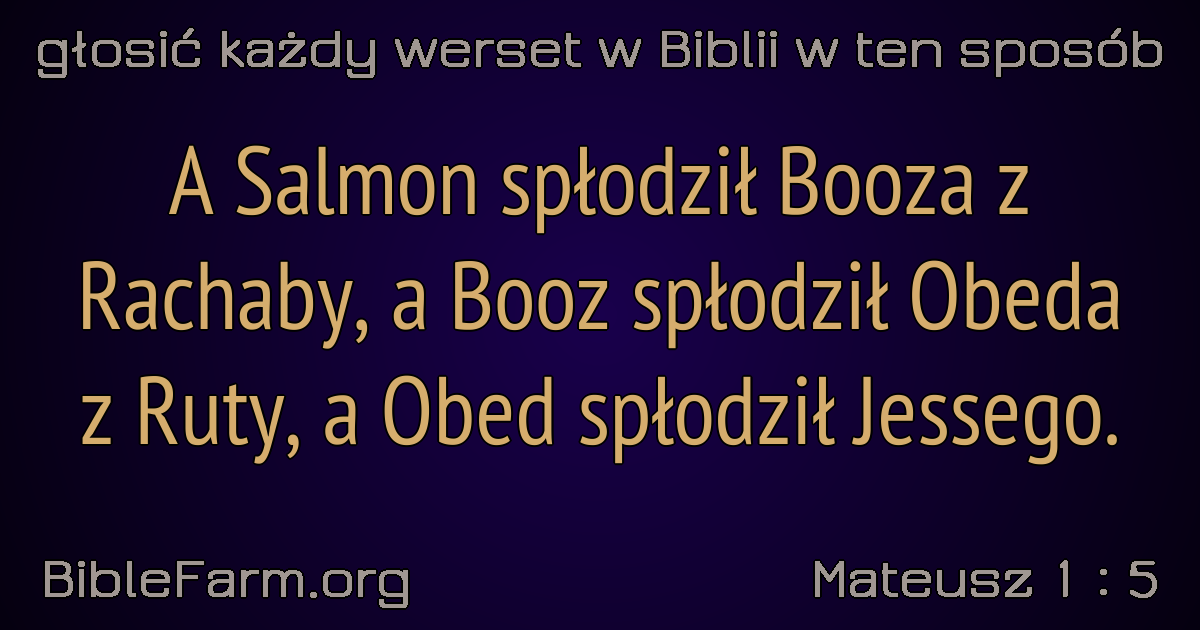 głosić każdy werset w Biblii w ten sposób
A Salmon spłodził Booza z
Rachaby, a Booz spłodził Obeda
z Ruty, a Obed spłodził Jessego.
BibleFarm.org
Mateusz 1 : 5